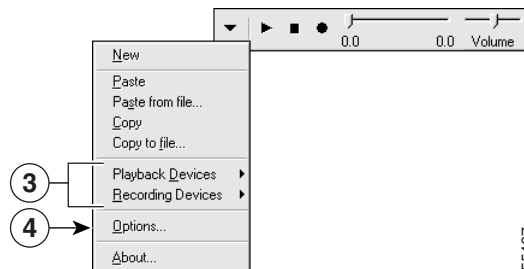 0.0 0.0 Volume
New
Paste
Paste from file...
Copy
Copy to file...
3
Playback Devices
Recording Devices
4
Options...
About...